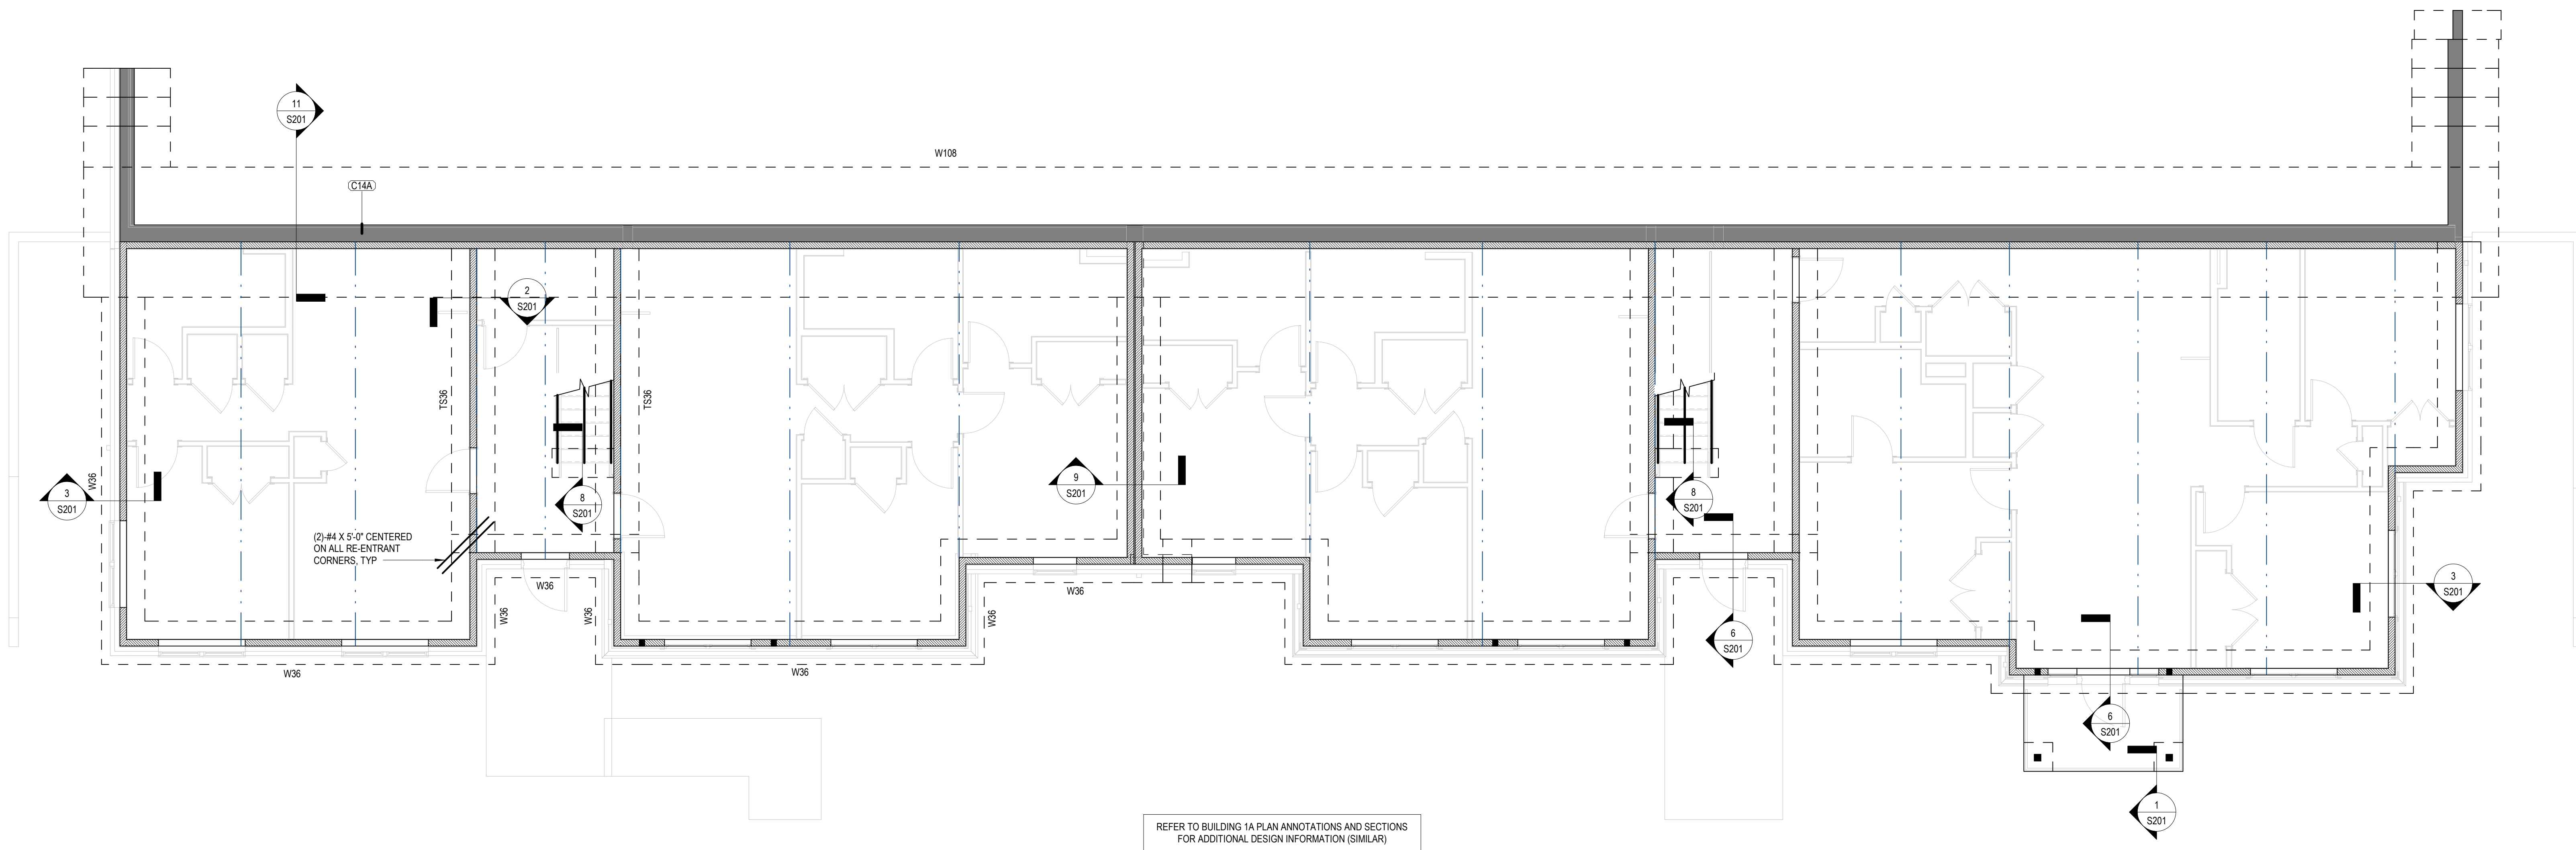 11
S201
W108
C14A
2
S201
TS36
TS36
W36
3
S201
(2)-#4 X 5'-0" CENTERED
ON ALL RE-ENTRANT
CORNERS, TYP
8
S201
9
S201
8
S201
W36
W36
W36
W36
W36
W36
W36
6
S201
3
S201
6
S201
1
S201
REFER TO BUILDING 1A PLAN ANNOTATIONS AND SECTIONS
FOR ADDITIONAL DESIGN INFORMATION (SIMILAR)